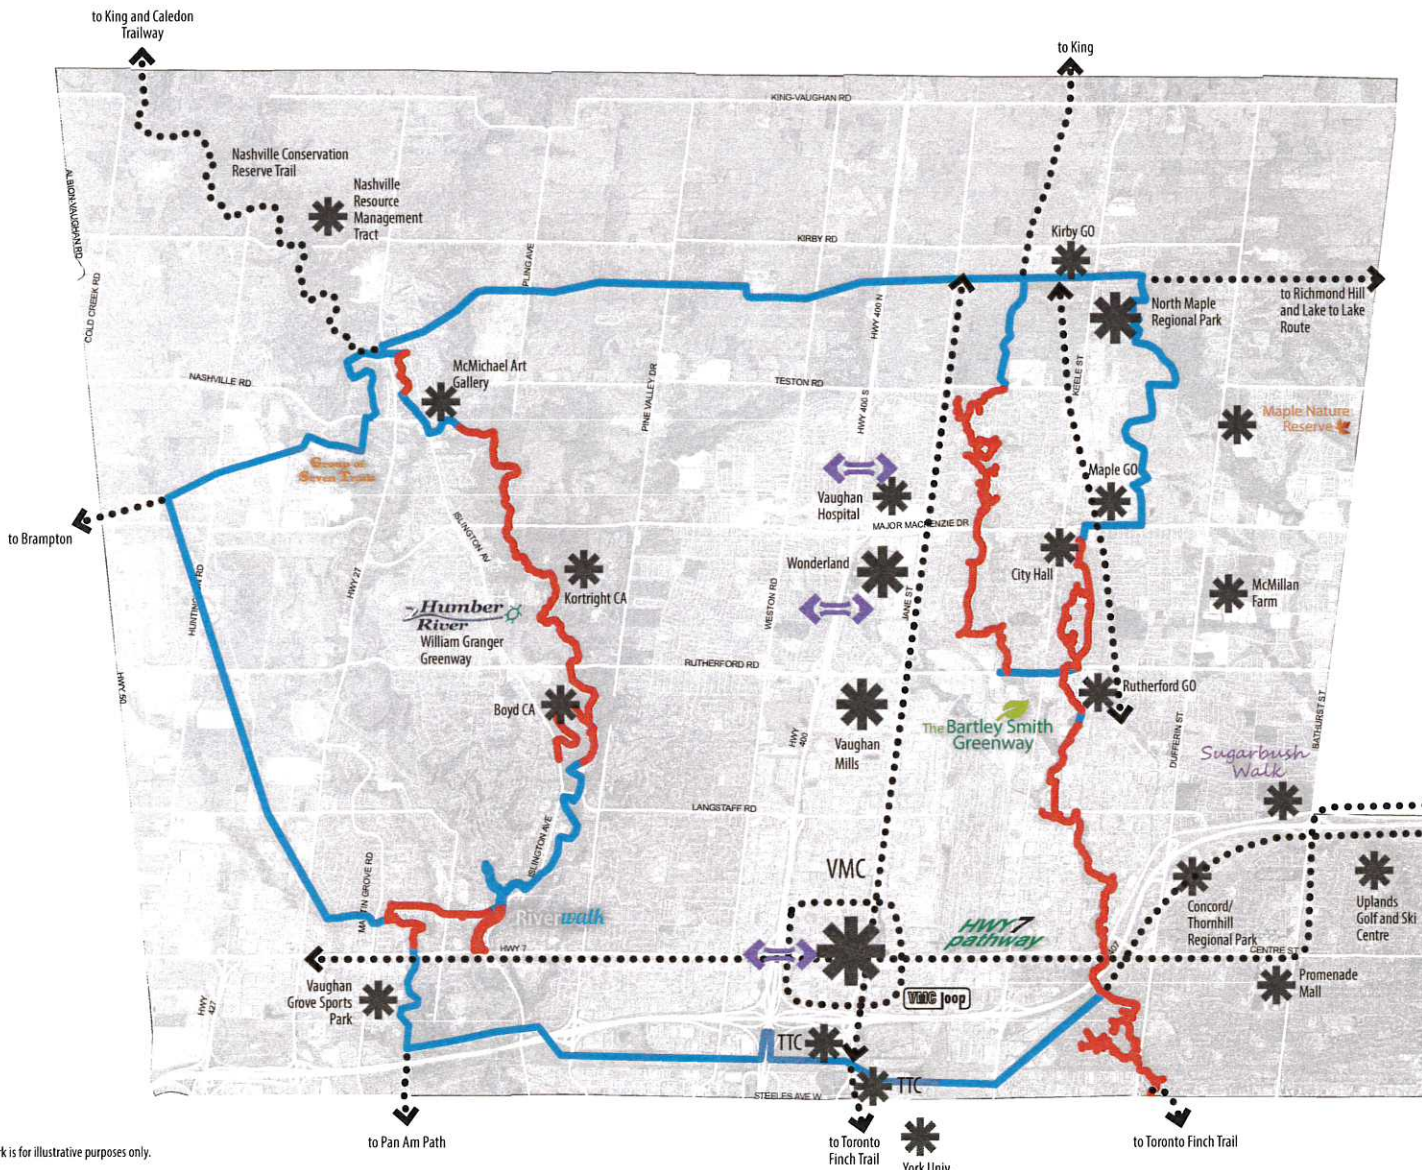 to King and Caledon
Trailway
to King
KING-VAUGHAN RD
Nashville Conservation
Reserve Trail
Nashville
Resource
Management
Tract
ALBION-VAUGHAN RD
COLD CREEK RD
PLING AVE
KIRBY RD
Kirby GO
HWY 400 N
North Maple
Regional Park
to Richmond Hill
and Lake to Lake
Route
McMichael Art
Gallery
NASHVILLE RD
PINE VALLEY DR
TESTON RD
HWY 400 S
KEELE ST
Maple Nature
Reserve
Group of
Seven Trails
Maple GO
Vaughan
Hospital
MAJOR MACKENZIE DR
to Brampton
ISLINGTON AV
Wonderland
City Hall
HWY 27
Kortright CA
McMillan
Farm
HUNTINGTON RD
Humber
River
William Granger
Greenway
WESTON RD
JANE ST
RUTHERFORD RD
Rutherford GO
HWY 50
Boyd CA
The Bartley Smith
Greenway
Vaughan
Mills
HWY
400
DUFFERIN ST
BATHURST ST
Sugarbush
Walk
LANGSTAFF RD
ISLINGTON AVE
MARTIN GROVE RD
VMC
River walk
HWY 7
HWY 7
pathway
Concord/
Thornhill
Regional Park
Uplands
Golf and Ski
Centre
407
CENTRE ST
Vaughan
Grove Sports
Park
VMC loop
Promenade
Mall
HWY
427
TTC
TTC
STEELES AVE W
to Pan Am Path
to Toronto
Finch Trail
York Univ
to Toronto Finch Trail
rk is for illustrative purposes only.